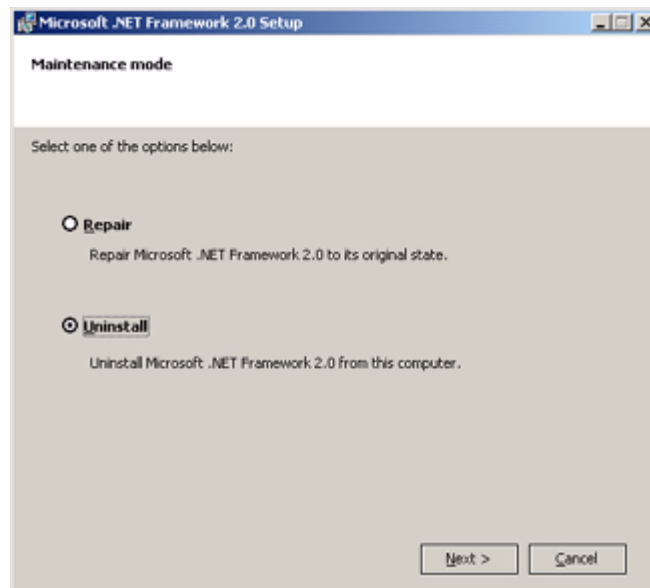 Microsoft .NET Framework 2.0 Setup
Maintenance mode
Select one of the options below:
Repair
Repair Microsoft .NET Framework 2.0 to its original state.
Uninstall
Uninstall Microsoft .NET Framework 2.0 from this computer.
Next > Cancel